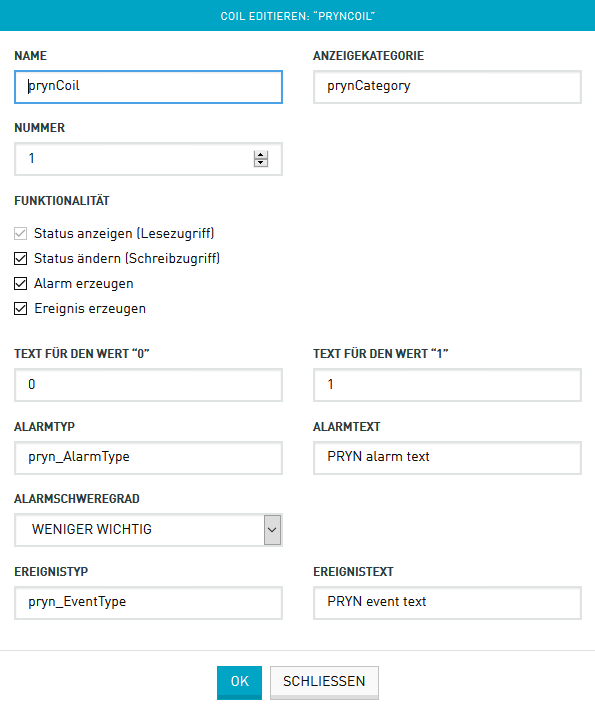 COIL EDITIEREN: “PRYNCOIL”
NAME
ANZEIGEKATEGORIE
prynCoil
prynCategory
NUMMER
1
FUNKTIONALITÄT
Status anzeigen (Lesezugriff)
Status ändern (Schreibzugriff)
Alarm erzeugen
Ereignis erzeugen
TEXT FÜR DEN WERT “0”
TEXT FÜR DEN WERT “1”
0
1
ALARMTYP
ALARMTEXT
pryn_AlarmType
PRYN alarm text
ALARMSCHWEREGRAD
WENIGER WICHTIG
EREIGNISTYP
EREIGNISTEXT
pryn_EventType
PRYN event text
OK
SCHLIESSEN